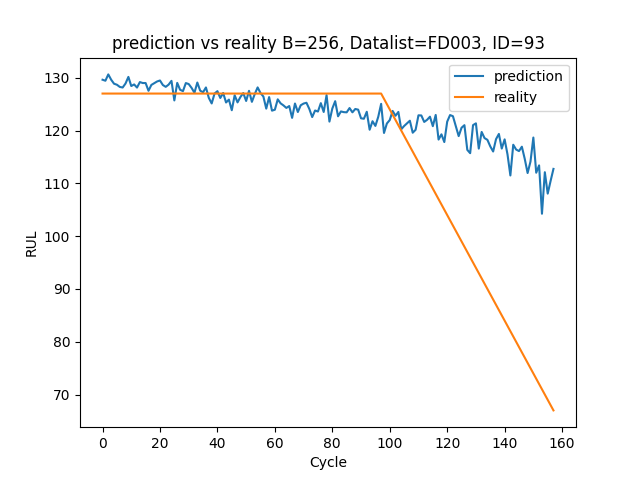 prediction vs reality B=256, Datalist=FD003, ID=93
prediction
reality
130
120
110
100
90
80
70
RUL
0 20 40 60 80 100 120 140 160
Cycle